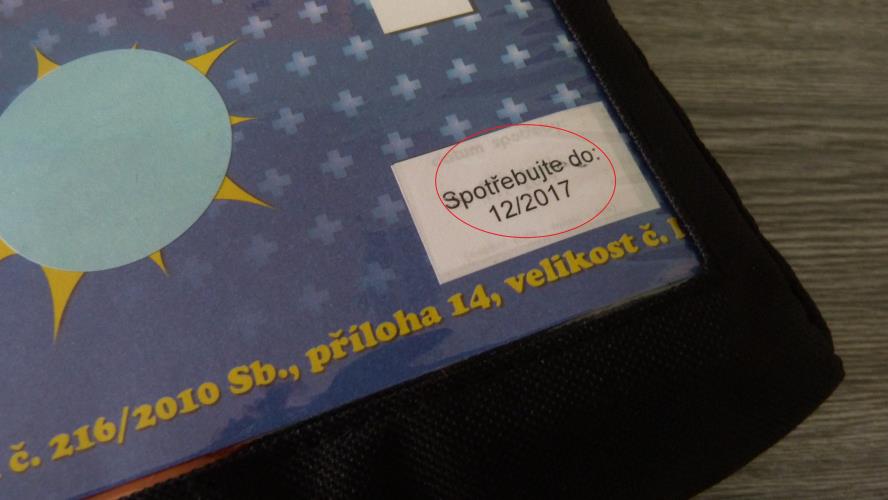 Spotřebujte do:
12/2017
č. 216/2010 Sb., příloha 14, velikost č.